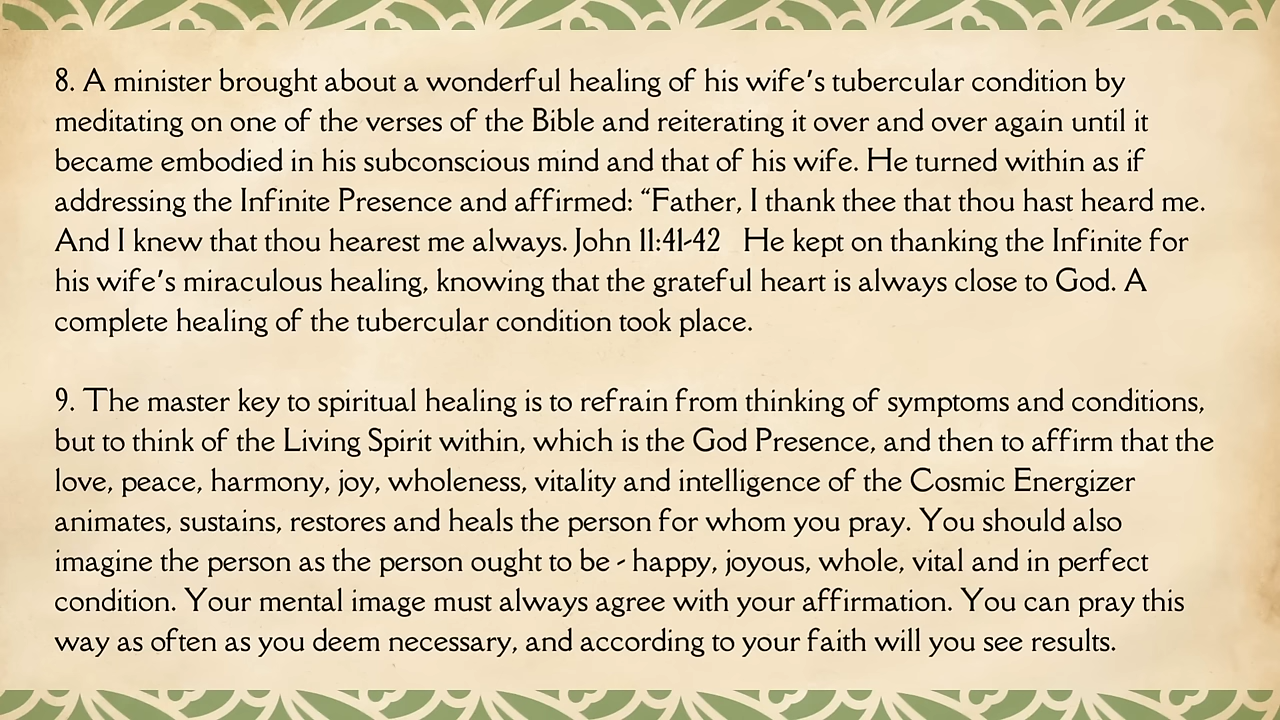 8. A minister brought about a wonderful healing of his wife's tubercular condition by
meditating on one of the verses of the Bible and reiterating it over and over again until it
became embodied in his subconscious mind and that of his wife. He turned within as if
addressing the Infinite Presence and affirmed: “Father, I thank thee that thou hast heard me.
And I knew that thou hearest me always. John 11:41-42   He kept on thanking the Infinite for
his wife's miraculous healing, knowing that the grateful heart is always close to God. A
complete healing of the tubercular condition took place.
9. The master key to spiritual healing is to refrain from thinking of symptoms and conditions,
but to think of the Living Spirit within, which is the God Presence, and then to affirm that the
love, peace, harmony, joy, wholeness, vitality and intelligence of the Cosmic Energizer
animates, sustains, restores and heals the person for whom you pray. You should also
imagine the person as the person ought to be - happy, joyous, whole, vital and in perfect
condition. Your mental image must always agree with your affirmation. You can pray this
way as often as you deem necessary, and according to your faith will you see results.